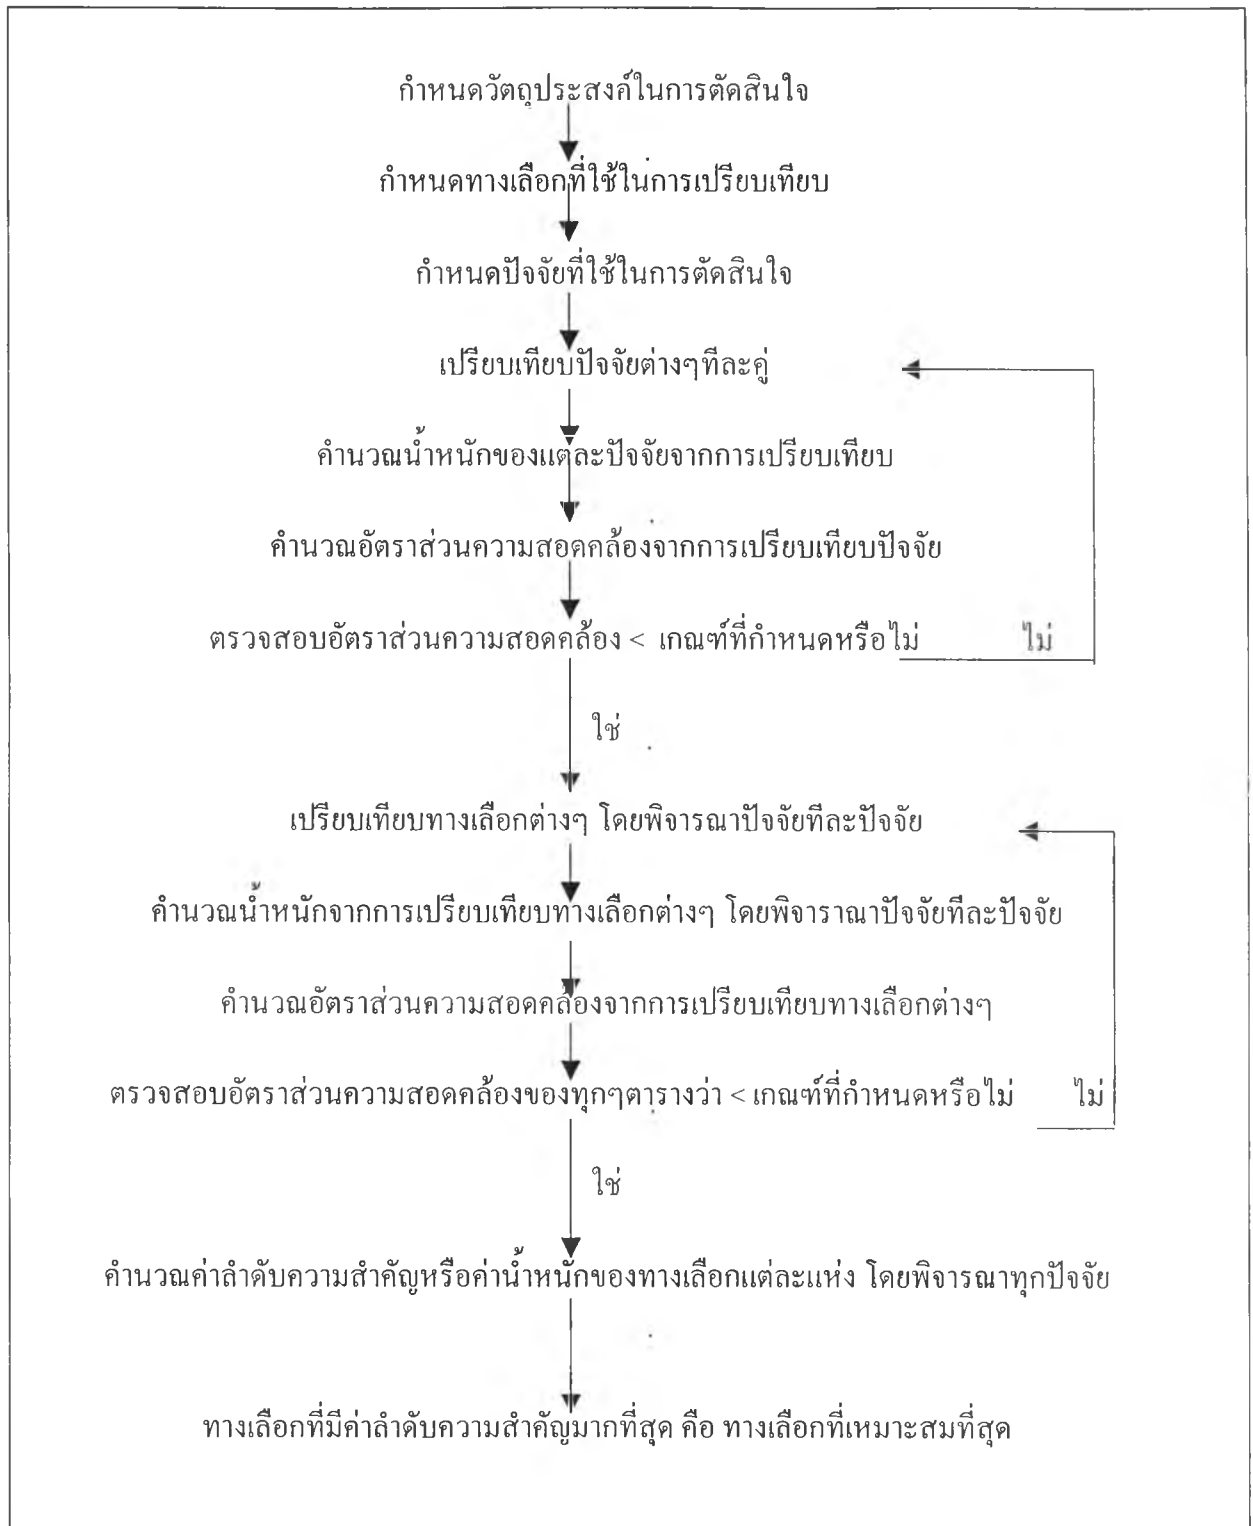 กำหนดวัตถุประสงค์ในการตัดสินใจ
กำหนดทางเลือกที่ใช้ในการเปรียบเทียบ
กำหนดปัจจัยที่ใช้ในการตัดสินใจ
เปรียบเทียบปัจจัยต่างๆทีละคู่
คำนวณน้ำหนักของแต่ละปัจจัยจากการเปรียบเทียบ
คำนวณอัตราส่วนความสอดคล้องจากการเปรียบเทียบปัจจัย
ตรวจสอบอัตราส่วนความสอดคล้อง < เกณฑ์ที่กำหนดหรือไม่ ไม่
ใช่
เปรียบเทียบทางเลือกต่างๆ โดยพิจารณาปัจจัยทีละปัจจัย
คำนวณน้ำหนักจากการเปรียบเทียบทางเลือกต่างๆ โดยพิจาราณาปัจจัยทีละปัจจัย
คำนวณอัตราส่วนความสอดคล้องจากการเปรียบเทียบทางเลือกต่างๆ
ตรวจสอบอัตราส่วนความสอดคล้องของทุกๆตารางว่า < เกณฑ์ที่กำหนดหรือไม่ ไม่
ใช่
คำนวณค่าลำดับความสำคัญหรือค่าน้ำหนักของทางเลือกแต่ละแห่ง โดยพิจารณาทุกปัจจัย
ทางเลือกที่มีค่าลำดับความสำคัญมากที่สุด คือ ทางเลือกที่เหมาะสมที่สุด